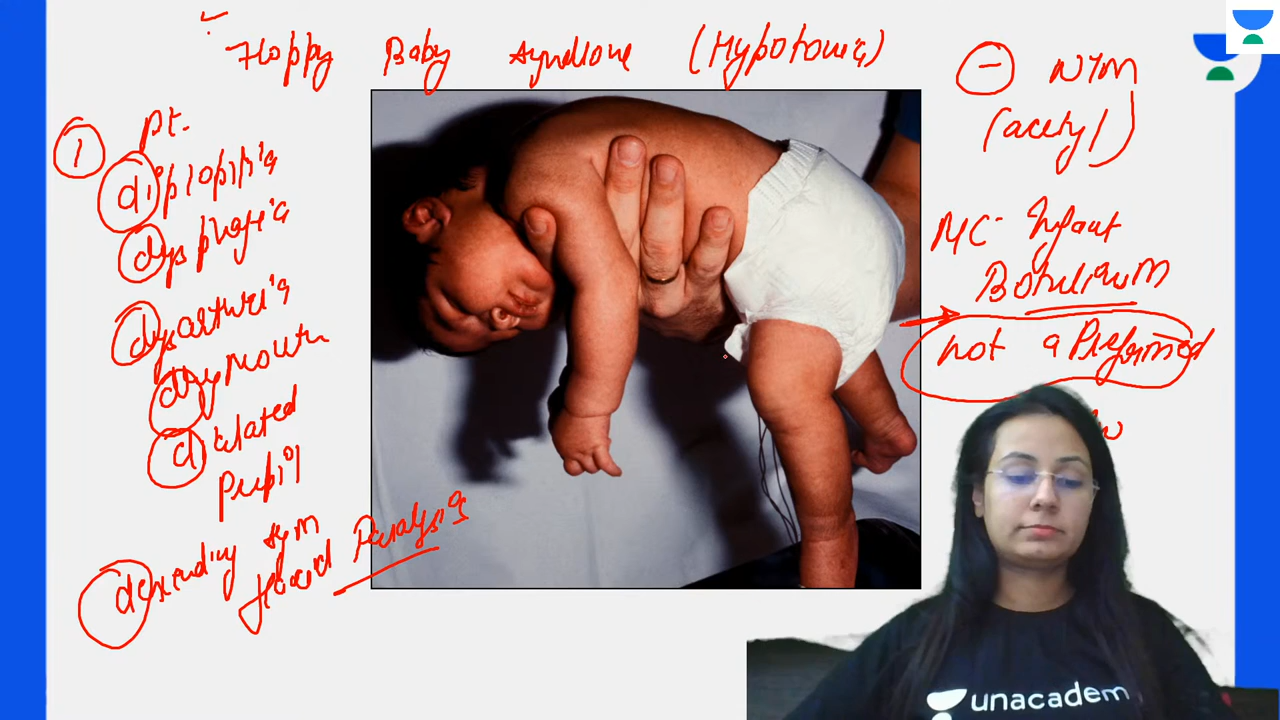 Floppy Baby Syndrome (Hypotonia)
1 Pt.
diplopia
dysphagia
dysarthria
dry mouth
dilated
Pupil
descending sym
flaccid Paralysis
NTM
(acetyl)
MC- Infant
Botulism
not a Preformed
unacadem